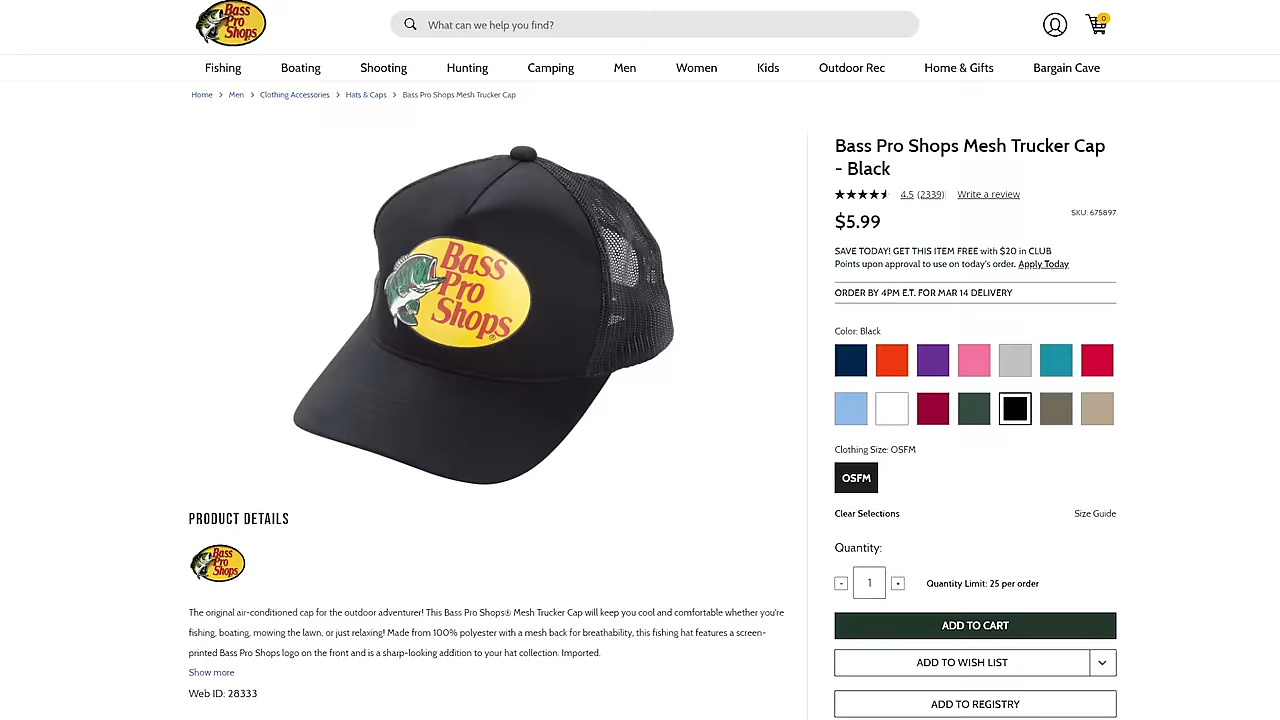 Bass
Pro
Shops
What can we help you find?
0
Fishing Boating Shooting Hunting Camping Men Women Kids Outdoor Rec Home & Gifts Bargain Cave
Home > Men > Clothing Accessories > Hats & Caps > Bass Pro Shops Mesh Trucker Cap
Bass
Pro
Shops®
Bass Pro Shops Mesh Trucker Cap
- Black
4.5 (2339) Write a review
SKU: 675897
$5.99
SAVE TODAY! GET THIS ITEM FREE with $20 in CLUB
Points upon approval to use on today's order. Apply Today
ORDER BY 4PM E.T. FOR MAR 14 DELIVERY
Color: Black
Clothing Size: OSFM
OSFM
Clear Selections Size Guide
Quantity:
- 1 + Quantity Limit: 25 per order
ADD TO CART
ADD TO WISH LIST
ADD TO REGISTRY
PRODUCT DETAILS
Bass
Pro
Shops
The original air-conditioned cap for the outdoor adventurer! This Bass Pro Shops® Mesh Trucker Cap will keep you cool and comfortable whether you're
fishing, boating, mowing the lawn, or just relaxing! Made from 100% polyester with a mesh back for breathability, this fishing hat features a screen-
printed Bass Pro Shops logo on the front and is a sharp-looking addition to your hat collection. Imported.
Show more
Web ID: 28333